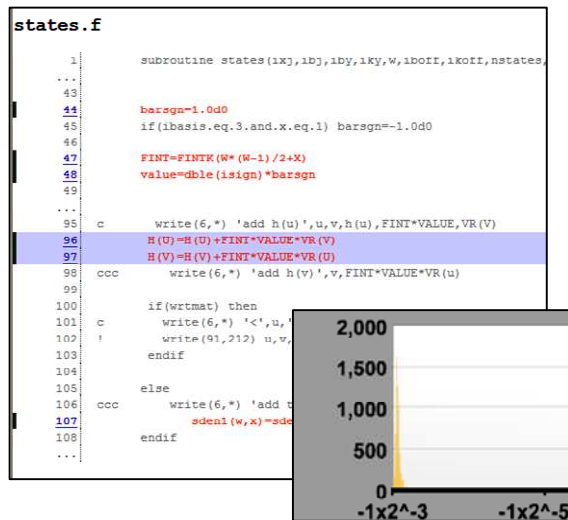 states.f
1 subroutine states(ixj,ibj,iby,iky,w,iboff,ikoff,nstates,
...
43
44 barsgn=1.0d0
45 if(ibasis.eq.3.and.x.eq.1) barsgn=-1.0d0
46
47 FINT=FINTK(W*(W-1)/2+X)
48 value=dble(isign)*barsgn
49
...
95 c write(6,*) 'add h(u)',u,v,h(u),FINT*VALUE,VR(V)
96 H(U)=H(U)+FINT*VALUE*VR(V)
97 H(V)=H(V)+FINT*VALUE*VR(U)
98 ccc write(6,*) 'add h(v)',v,FINT*VALUE*VR(u)
99
100 if(wrtmat) then
101 c write(6,*) '<',u,'
102 ! write(91,212) u,v,
103 endif
104
105 else
106 ccc write(6,*) 'add
107 sden1(w,x)=sde
108 endif
...
2,000
1,500
1,000
500
0
-1x2^-3 -1x2^-5